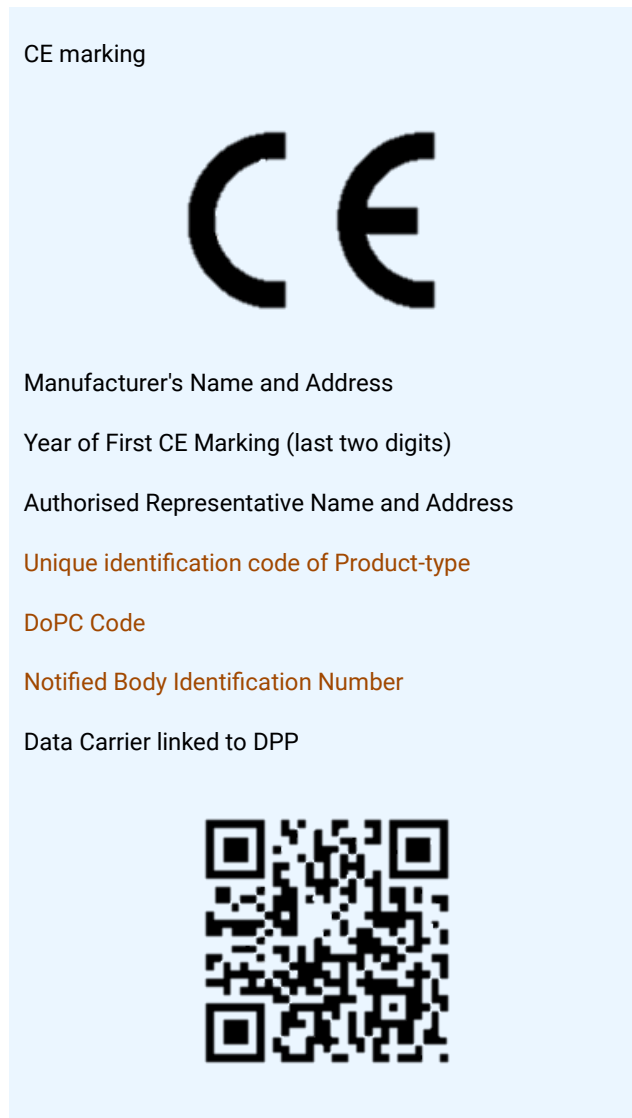 CE marking
CE
Manufacturer's Name and Address
Year of First CE Marking (last two digits)
Authorised Representative Name and Address
Unique identification code of Product-type
DoPC Code
Notified Body Identification Number
Data Carrier linked to DPP